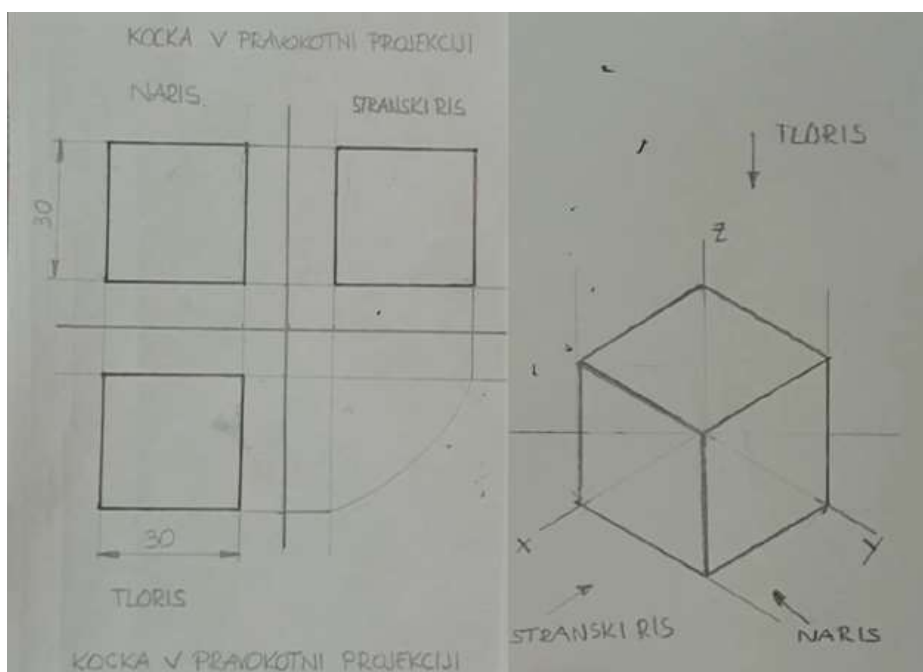 KOCKA V PRAVOKOTNI PROJEKCIJI
NARIS
STRANSKI RIS
30
30
TLORIS
KOCKA V PRAVOKOTNI PROJEKCIJI
TLORIS
Z
X
Y
STRANSKI RIS
NARIS